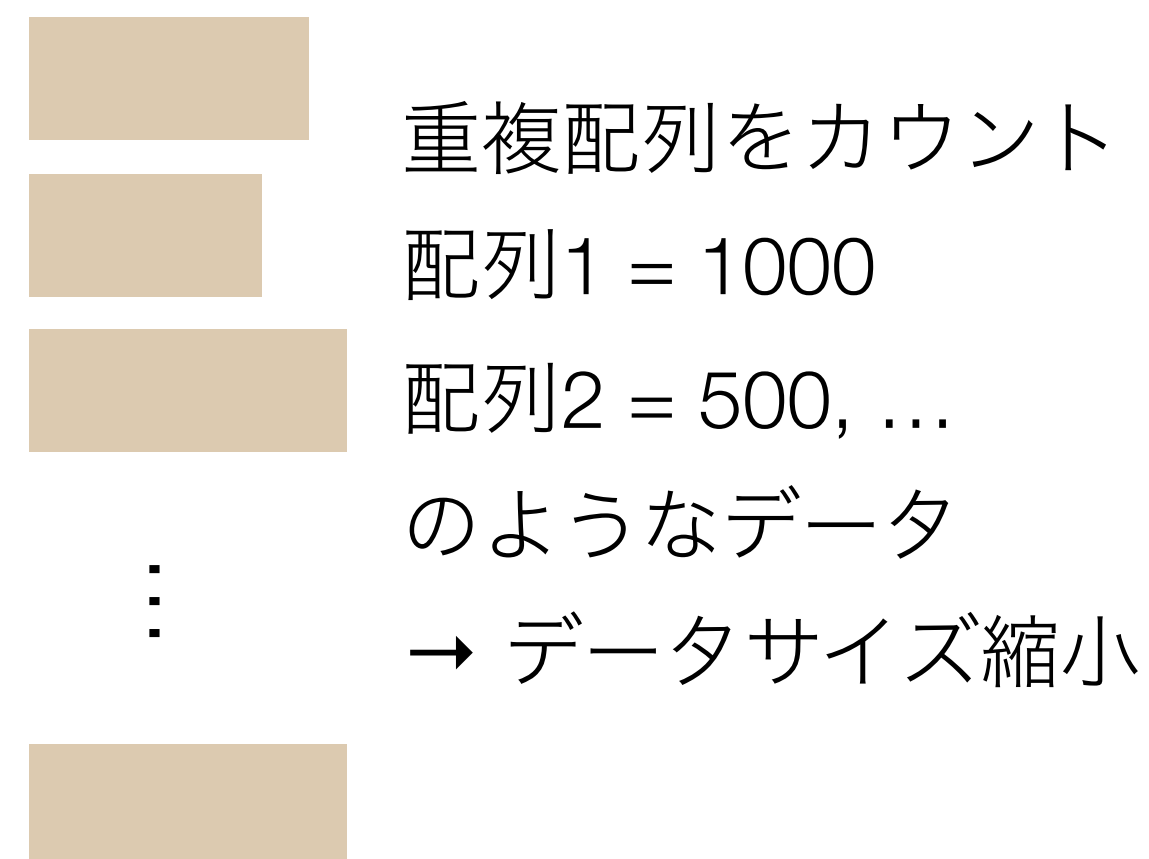 重複配列をカウント
配列1 = 1000
配列2 = 500, …
のようなデータ
→ データサイズ縮小